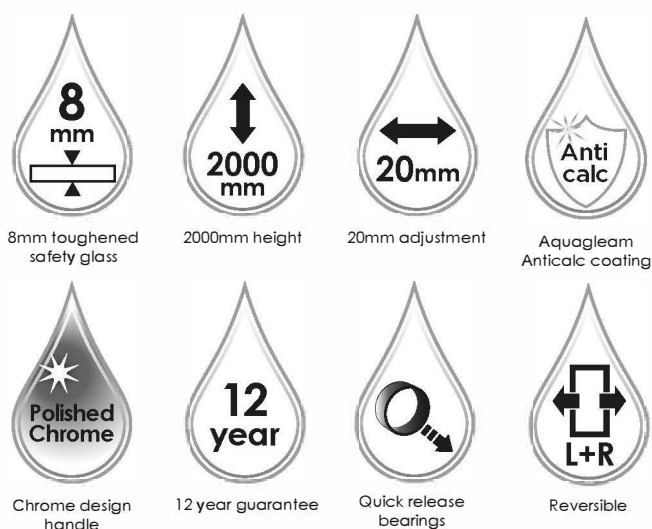 8
mm
2000
mm
20mm
Anti
calc
8mm toughened
safety glass
2000mm height
20mm adjustment
Aquagleam
Anticalc coating
Polished
Chrome
12
year
L+R
Chrome design
handle
12 year guarantee
Quick release
bearings
Reversible